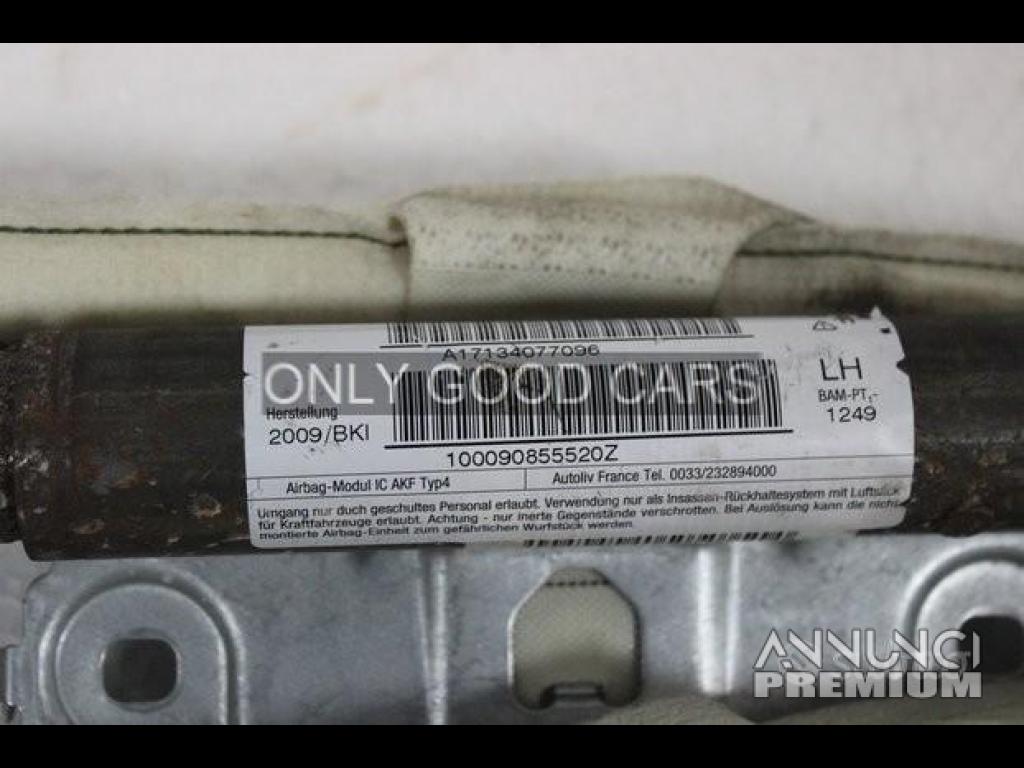 A17134077096
ONLY GOOD CARS
LH
Herstellung
BAM-PT1-
2009/BKI
1249
100090855520Z
Airbag-Modul IC AKF Typ4
Autoliv France Tel. 0033/232894000
Umgang nur duch geschultes Personal erlaubt. Verwendung nur als Insassen-Rückhaltesystem mit Luftsack
für Kraftfahrzeuge erlaubt. Achtung - nur inerte Gegenstände verschrotten. Bei Auslösung kann die nicht
montierte Airbag-Einheit zum gefährlichen Wurfstück werden.
ANNUNCI
PREMIUM